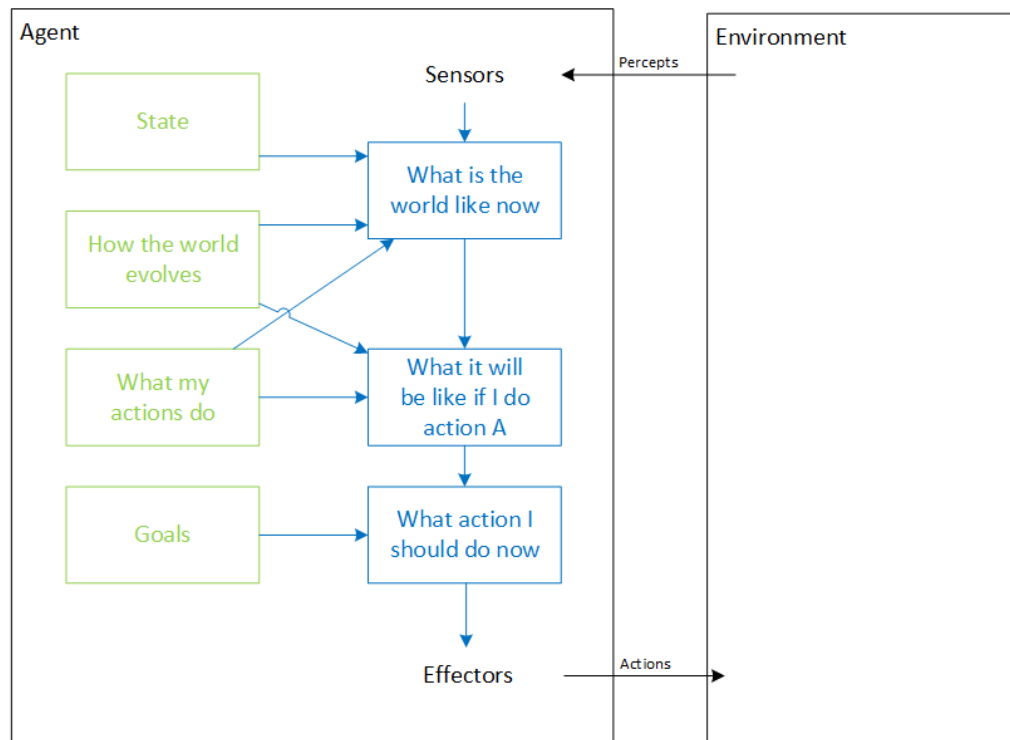 Agent
Environment
Percepts
Sensors
State
What is the
world like now
How the world
evolves
What my
actions do
What it will
be like if I do
action A
Goals
What action I
should do now
Effectors
Actions